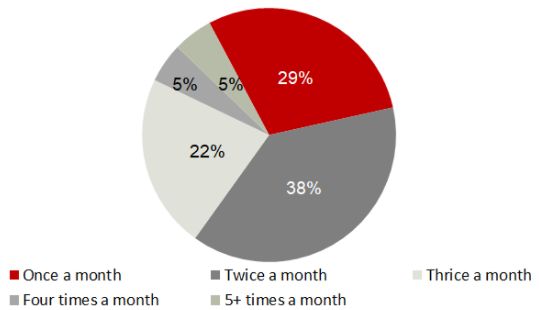 29%
5% 5%
22%
38%
Once a month Twice a month Thrice a month
Four times a month 5+ times a month